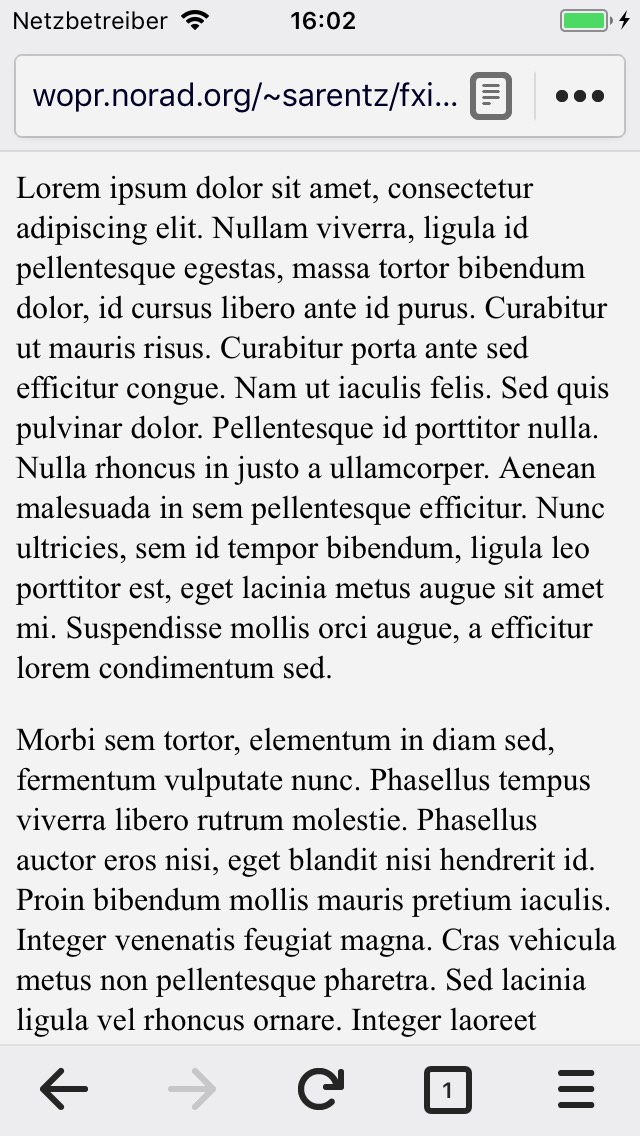 Netzbetreiber 16:02
wopr.norad.org/~sarentz/fxi...
Lorem ipsum dolor sit amet, consectetur
adipiscing elit. Nullam viverra, ligula id
pellentesque egestas, massa tortor bibendum
dolor, id cursus libero ante id purus. Curabitur
ut mauris risus. Curabitur porta ante sed
efficitur congue. Nam ut iaculis felis. Sed quis
pulvinar dolor. Pellentesque id porttitor nulla.
Nulla rhoncus in justo a ullamcorper. Aenean
malesuada in sem pellentesque efficitur. Nunc
ultricies, sem id tempor bibendum, ligula leo
porttitor est, eget lacinia metus augue sit amet
mi. Suspendisse mollis orci augue, a efficitur
lorem condimentum sed.
Morbi sem tortor, elementum in diam sed,
fermentum vulputate nunc. Phasellus tempus
viverra libero rutrum molestie. Phasellus
auctor eros nisi, eget blandit nisi hendrerit id.
Proin bibendum mollis mauris pretium iaculis.
Integer venenatis feugiat magna. Cras vehicula
metus non pellentesque pharetra. Sed lacinia
ligula vel rhoncus ornare. Integer laoreet
1